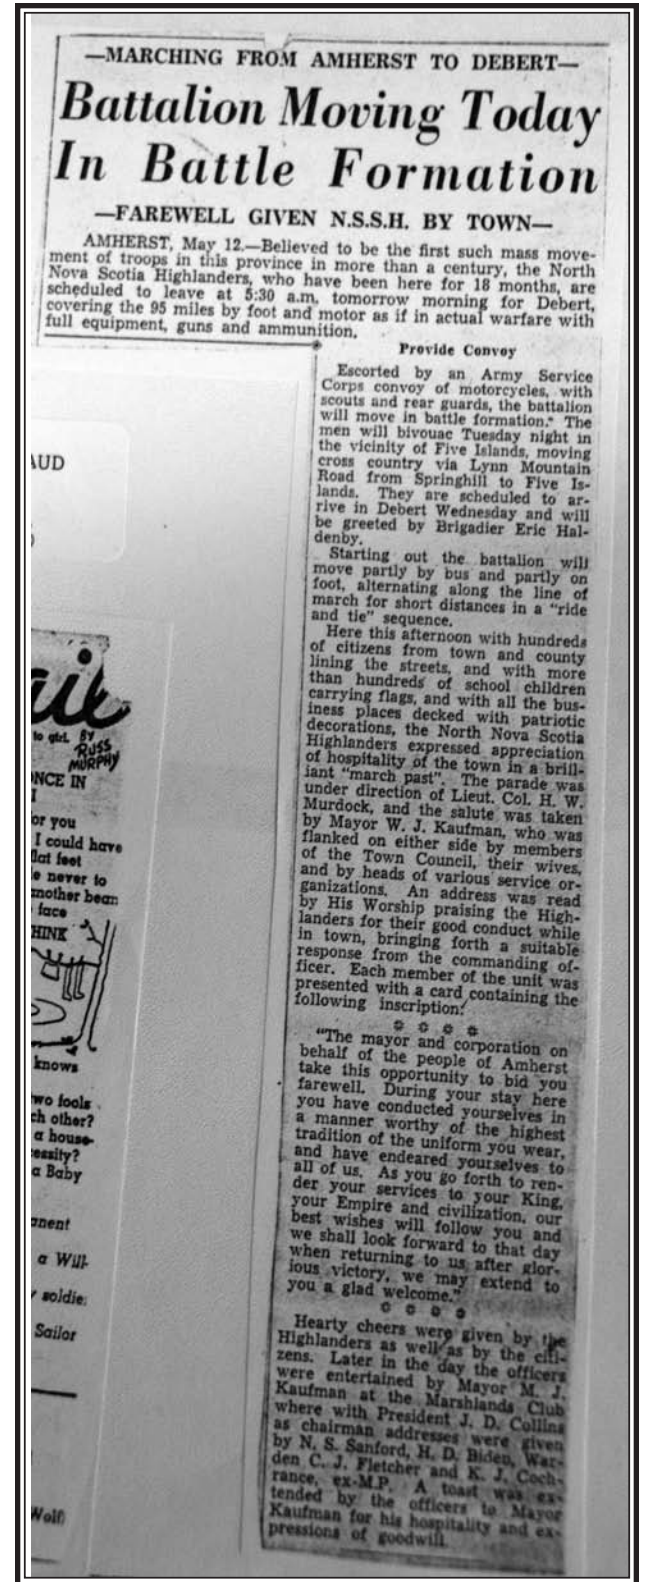 —MARCHING FROM AMHERST TO DEBERT—
Battalion Moving Today
In Battle Formation
—FAREWELL GIVEN N.S.S.H. BY TOWN—
AMHERST, May 12.—Believed to be the first such mass move-
ment of troops in this province in more than a century, the North
Nova Scotia Highlanders, who have been here for 18 months, are
scheduled to leave at 5:30 a.m. tomorrow morning for Debert,
covering the 95 miles by foot and motor as if in actual warfare with
full equipment, guns and ammunition.
Provide Convoy
Escorted by an Army Service
Corps convoy of motorcycles, with
scouts and rear guards, the battalion
will move in battle formation. The
men will bivouac Tuesday night in
the vicinity of Five Islands, moving
cross country via Lynn Mountain
Road from Springhill to Five Is-
lands. They are scheduled to ar-
rive in Debert Wednesday and will
be greeted by Brigadier Eric Hal-
denby.
Starting out the battalion will
move partly by bus and partly on
foot, alternating along the line of
march for short distances in a "ride
and tie" sequence.
Here this afternoon with hundreds
of citizens from town and county
lining the streets, and with more
than hundreds of school children
carrying flags, and with all the bus-
iness places decked with patriotic
decorations, the North Nova Scotia
Highlanders expressed appreciation
of hospitality of the town in a brill-
iant "march past". The parade was
under direction of Lieut. Col. H. W.
Murdock, and the salute was taken
by Mayor W. J. Kaufman, who was
flanked on either side by members
of the Town Council, their wives,
and by heads of various service or-
ganizations. An address was read
by His Worship praising the High-
landers for their good conduct while
in town, bringing forth a suitable
response from the commanding of-
ficer. Each member of the unit was
presented with a card containing the
following inscription:
"The mayor and corporation on
behalf of the people of Amherst
take this opportunity to bid you
farewell. During your stay here
you have conducted yourselves in
a manner worthy of the highest
tradition of the uniform you wear,
and have endeared yourselves to
all of us. As you go forth to ren-
der your services to your King,
your Empire and civilization, our
best wishes will follow you and
we shall look forward to that day
when returning to us after glor-
ious victory, we may extend to
you a glad welcome."
Hearty cheers were given by the
Highlanders as well as by the citi-
zens. Later in the day the officers
were entertained by Mayor M. J.
Kaufman at the Marshlands Club
where with President J. D. Collins
as chairman addresses were given
by N. S. Sanford, H. D. Biden, War-
den C. J. Fletcher and K. J. Coch-
rance, ex-M.P. A toast was ex-
tended by the officers to Mayor
Kaufman for his hospitality and ex-
pressions of goodwill.
AUD
ail
to girl BY
RUSS
MURPHY
ONCE IN
or you
I could have
flat feet
le never to
another bean
face
HINK
knows
two fools
ch other?
a house-
cessity?
a Baby
anent
a Will-
soldie
Sailor
Wolf